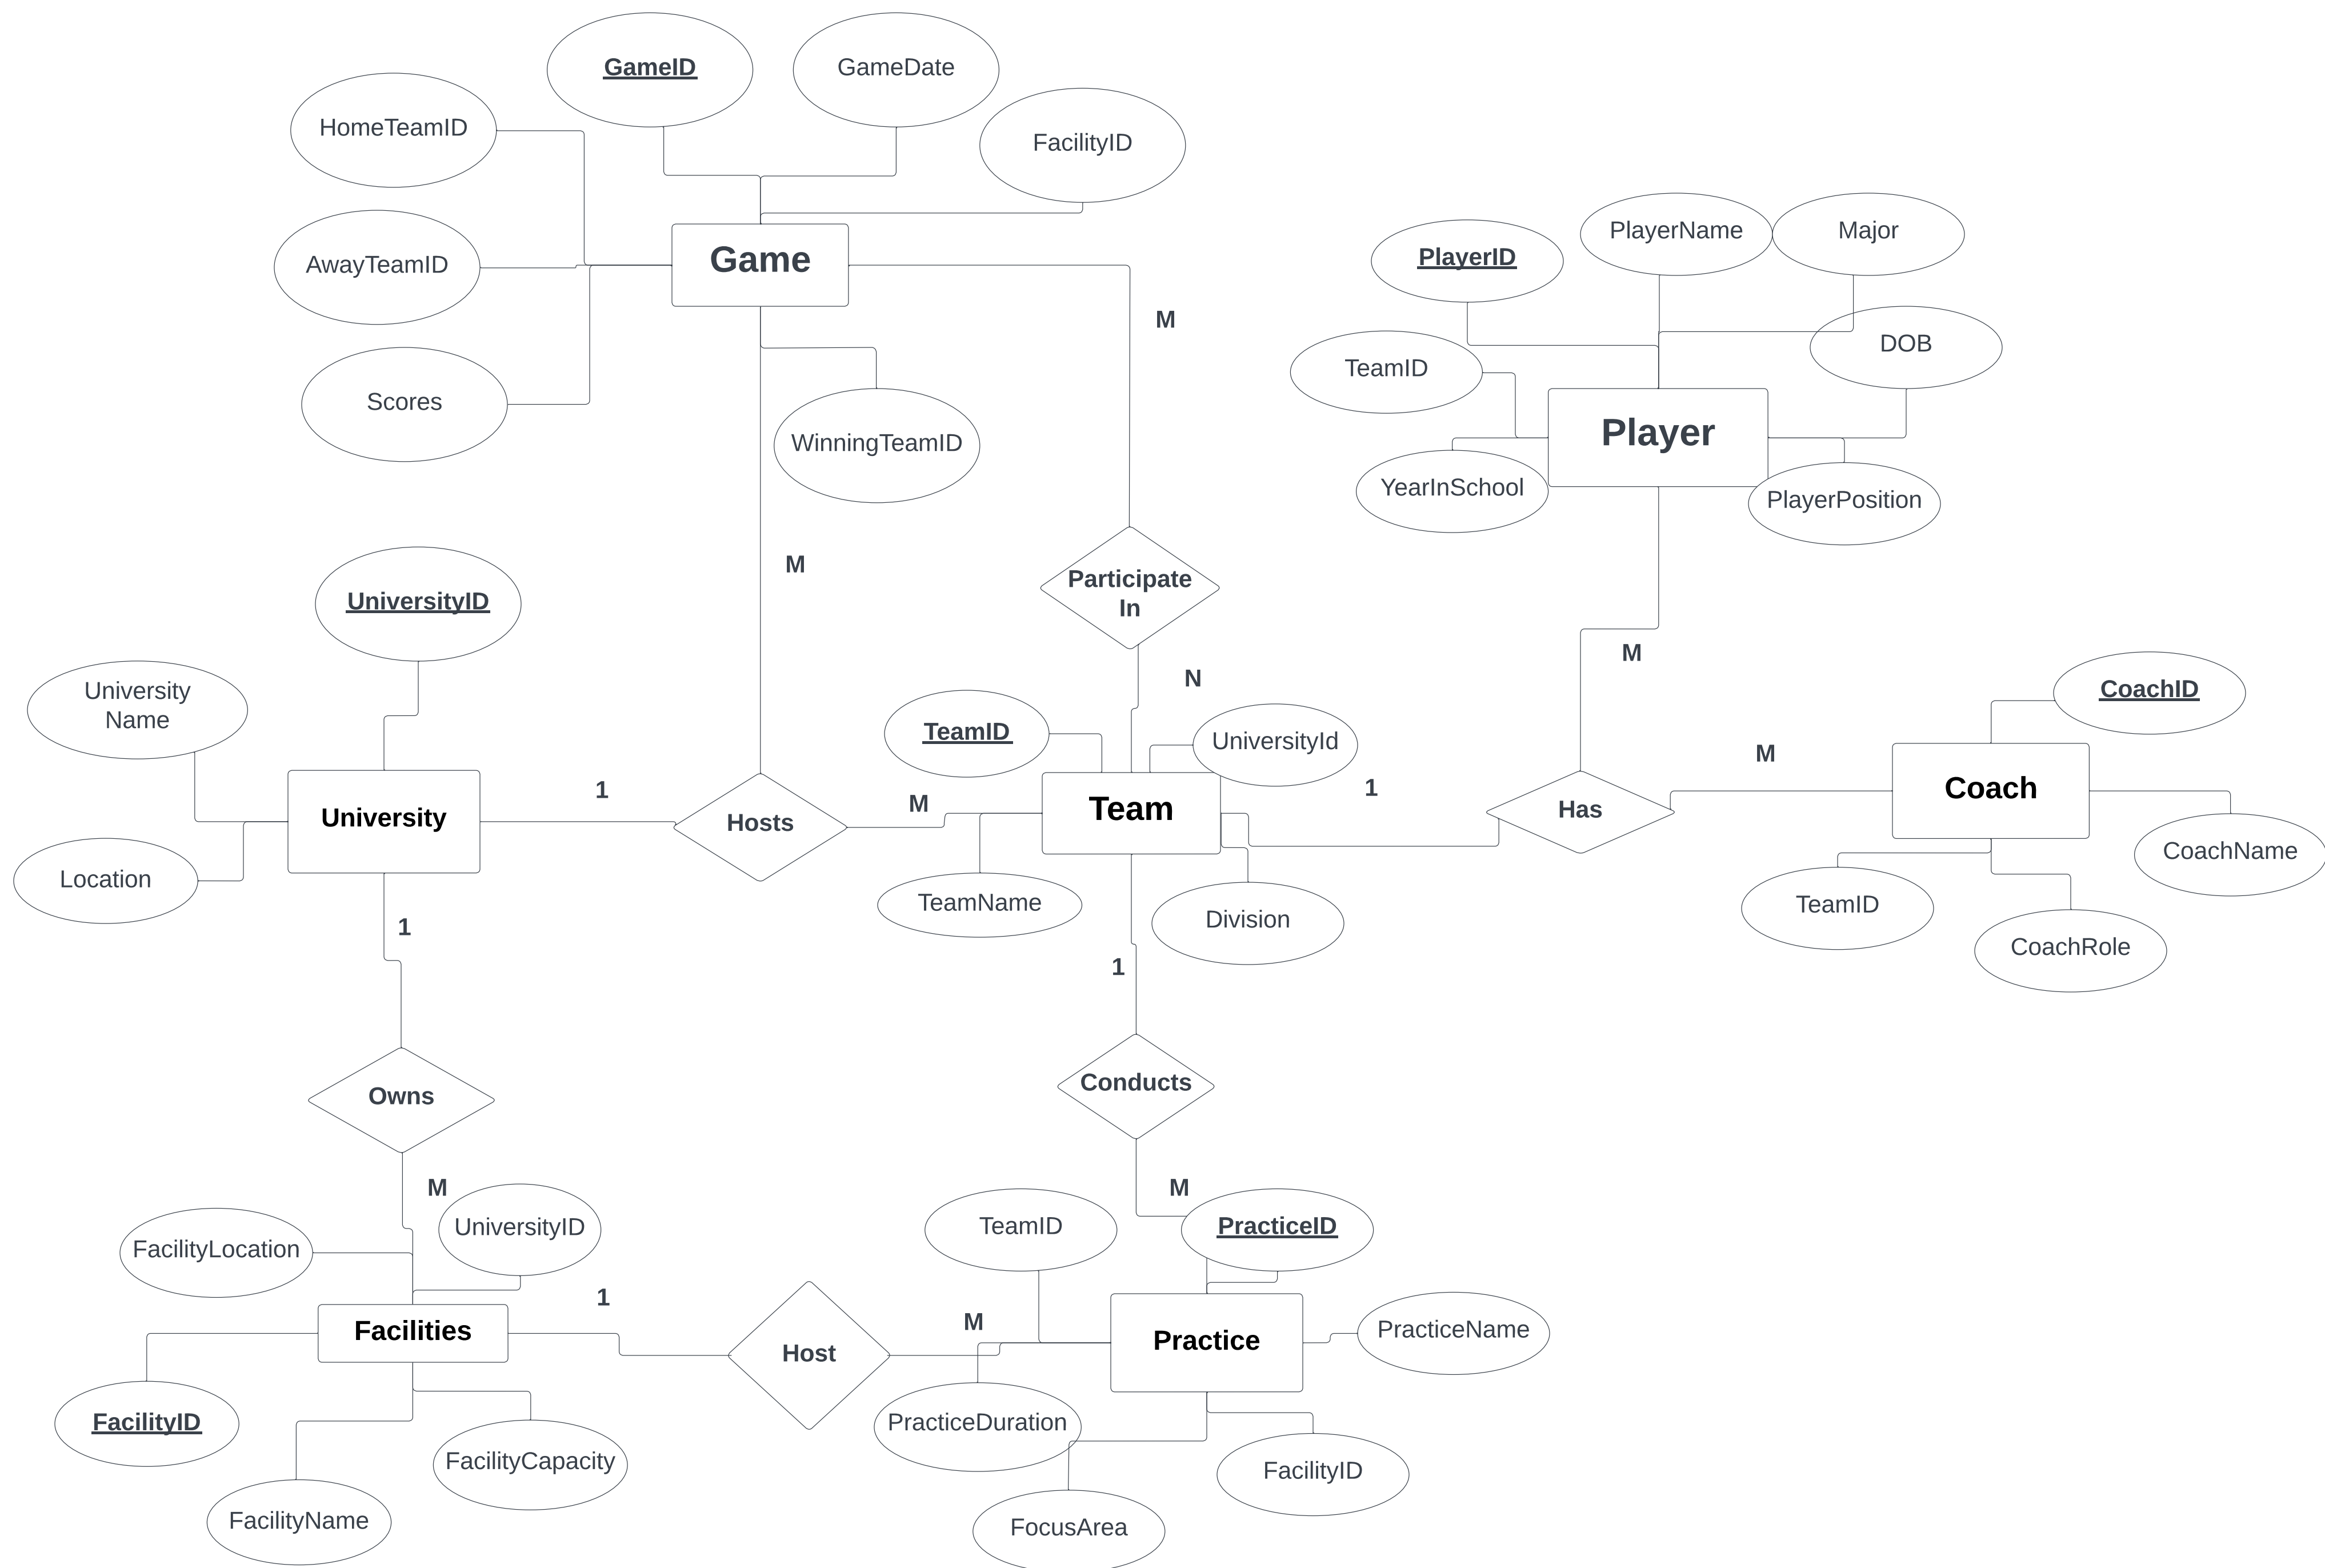 GameID
GameDate
HomeTeamID
FacilityID
AwayTeamID
Game
Scores
WinningTeamID
M
M
PlayerName
Major
PlayerID
DOB
TeamID
Player
YearInSchool
PlayerPosition
Participate
In
UniversityID
N
M
University
Name
TeamID
UniversityId
CoachID
M
1
M
1
University
Hosts
Team
Has
Coach
CoachName
Location
TeamName
Division
TeamID
CoachRole
1
1
Owns
Conducts
M
M
FacilityLocation
UniversityID
TeamID
PracticeID
1
M
Facilities
Host
Practice
PracticeName
FacilityID
FacilityCapacity
PracticeDuration
FacilityID
FacilityName
FocusArea